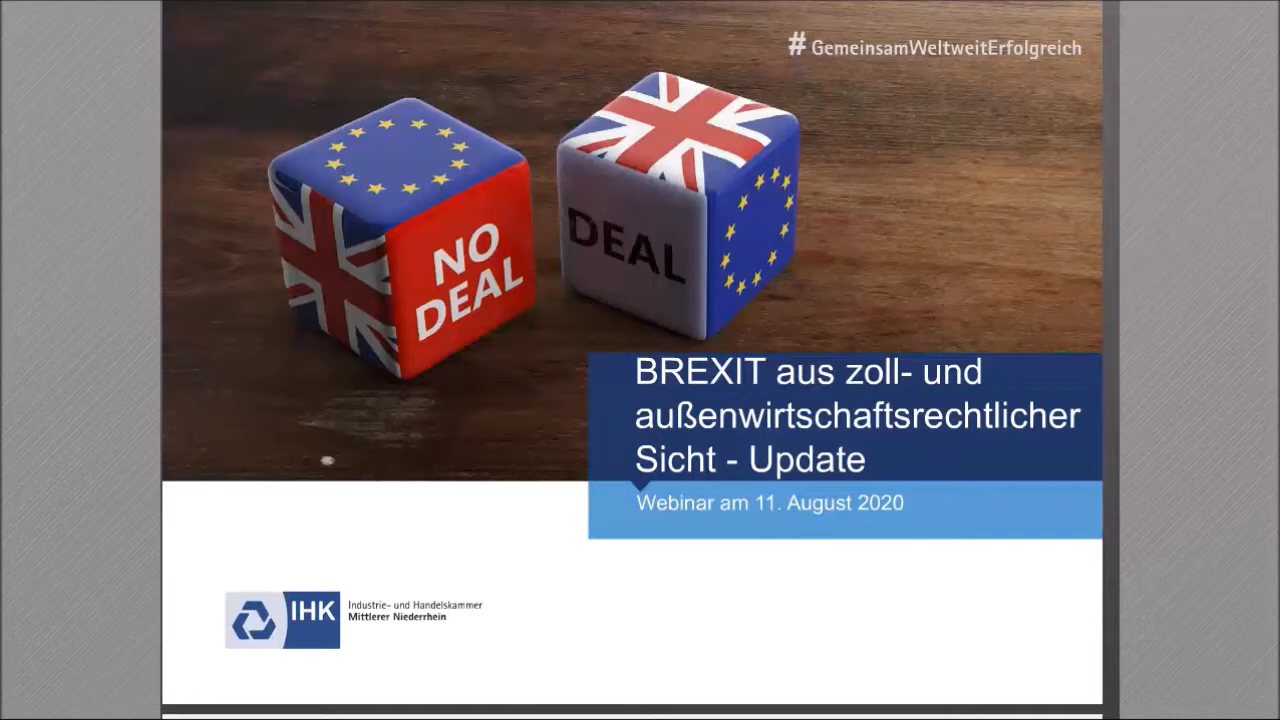 # GemeinsamWeltweitErfolgreich
NO
DEAL
DEAL
BREXIT aus zoll- und
außenwirtschaftsrechtlicher
Sicht - Update
Webinar am 11. August 2020
IHK
Industrie- und Handelskammer
Mittlerer Niederrhein